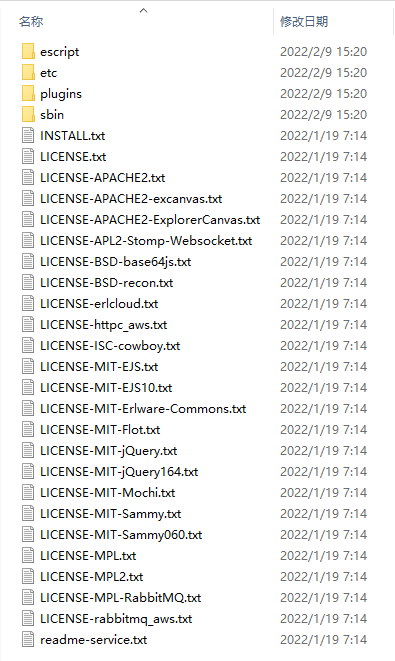 名称 修改日期
escript 2022/2/9 15:20
etc 2022/2/9 15:20
plugins 2022/2/9 15:20
sbin 2022/2/9 15:20
INSTALL.txt 2022/1/19 7:14
LICENSE.txt 2022/1/19 7:14
LICENSE-APACHE2.txt 2022/1/19 7:14
LICENSE-APACHE2-excanvas.txt 2022/1/19 7:14
LICENSE-APACHE2-ExplorerCanvas.txt 2022/1/19 7:14
LICENSE-APL2-Stomp-Websocket.txt 2022/1/19 7:14
LICENSE-BSD-base64js.txt 2022/1/19 7:14
LICENSE-BSD-recon.txt 2022/1/19 7:14
LICENSE-erlcloud.txt 2022/1/19 7:14
LICENSE-httpc_aws.txt 2022/1/19 7:14
LICENSE-ISC-cowboy.txt 2022/1/19 7:14
LICENSE-MIT-EJS.txt 2022/1/19 7:14
LICENSE-MIT-EJS10.txt 2022/1/19 7:14
LICENSE-MIT-Erlware-Commons.txt 2022/1/19 7:14
LICENSE-MIT-Flot.txt 2022/1/19 7:14
LICENSE-MIT-jQuery.txt 2022/1/19 7:14
LICENSE-MIT-jQuery164.txt 2022/1/19 7:14
LICENSE-MIT-Mochi.txt 2022/1/19 7:14
LICENSE-MIT-Sammy.txt 2022/1/19 7:14
LICENSE-MIT-Sammy060.txt 2022/1/19 7:14
LICENSE-MPL.txt 2022/1/19 7:14
LICENSE-MPL2.txt 2022/1/19 7:14
LICENSE-MPL-RabbitMQ.txt 2022/1/19 7:14
LICENSE-rabbitmq_aws.txt 2022/1/19 7:14
readme-service.txt 2022/1/19 7:14